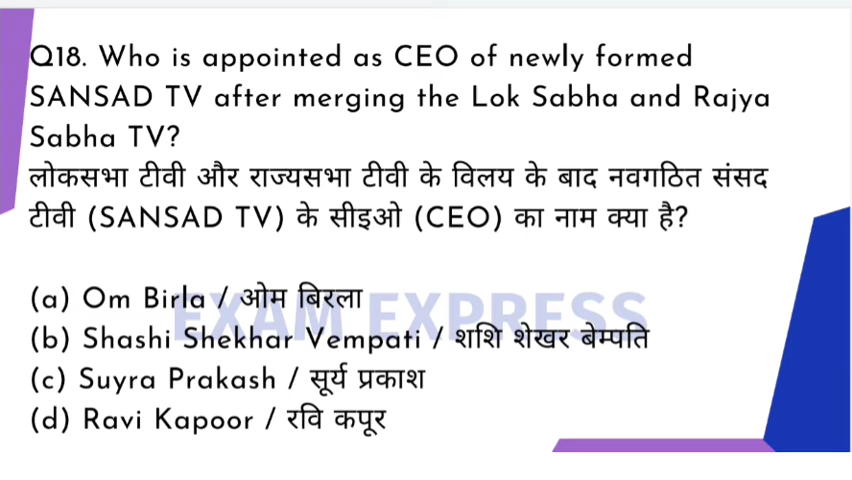 Q18. Who is appointed as CEO of newly formed
SANSAD TV after merging the Lok Sabha and Rajya
Sabha TV?
लोकसभा टीवी और राज्यसभा टीवी के विलय के बाद नवगठित संसद
टीवी (SANSAD TV) के सीइओ (CEO) का नाम क्या है?
(a) Om Birla / ओम बिरला
(b) Shashi Shekhar Vempati / शशि शेखर बेम्पति
(c) Suyra Prakash / सूर्य प्रकाश
(d) Ravi Kapoor / रवि कपूर
EXAM EXPRESS